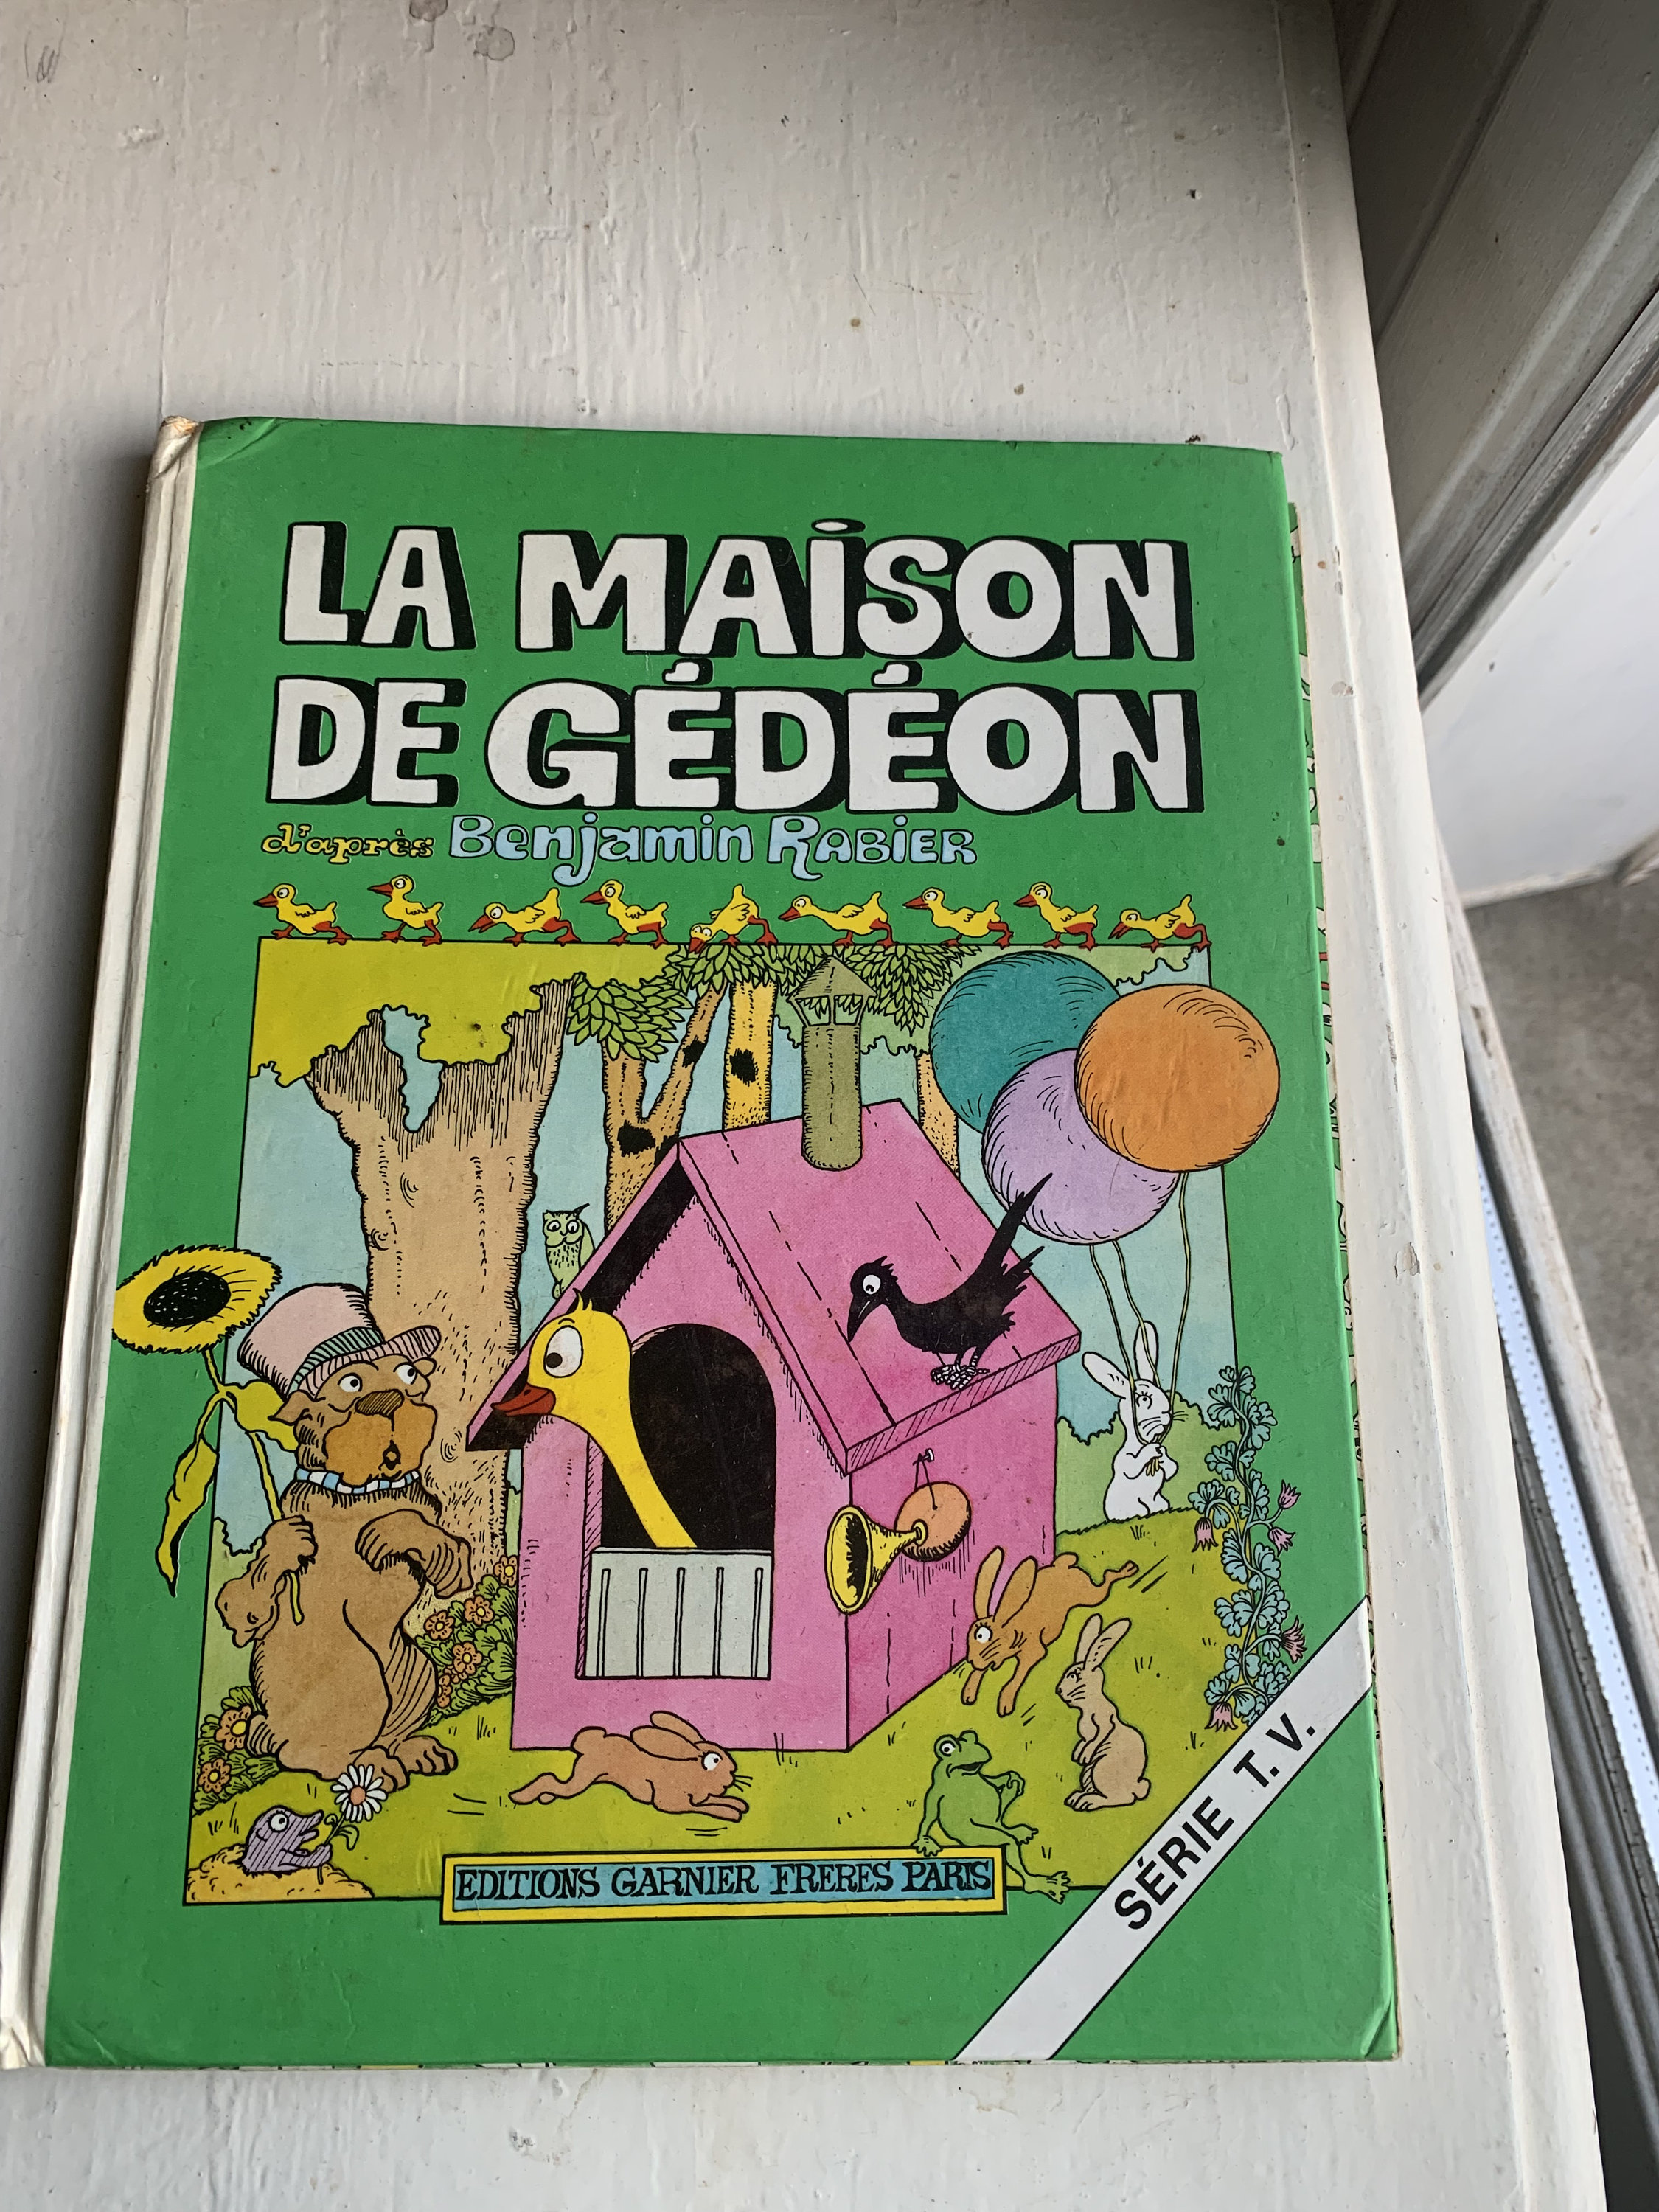 LA MAISON
DE GÉDÉON
d'après Benjamin RABIER
EDITIONS GARNIER FRERES PARIS
SÉRIE T. V.